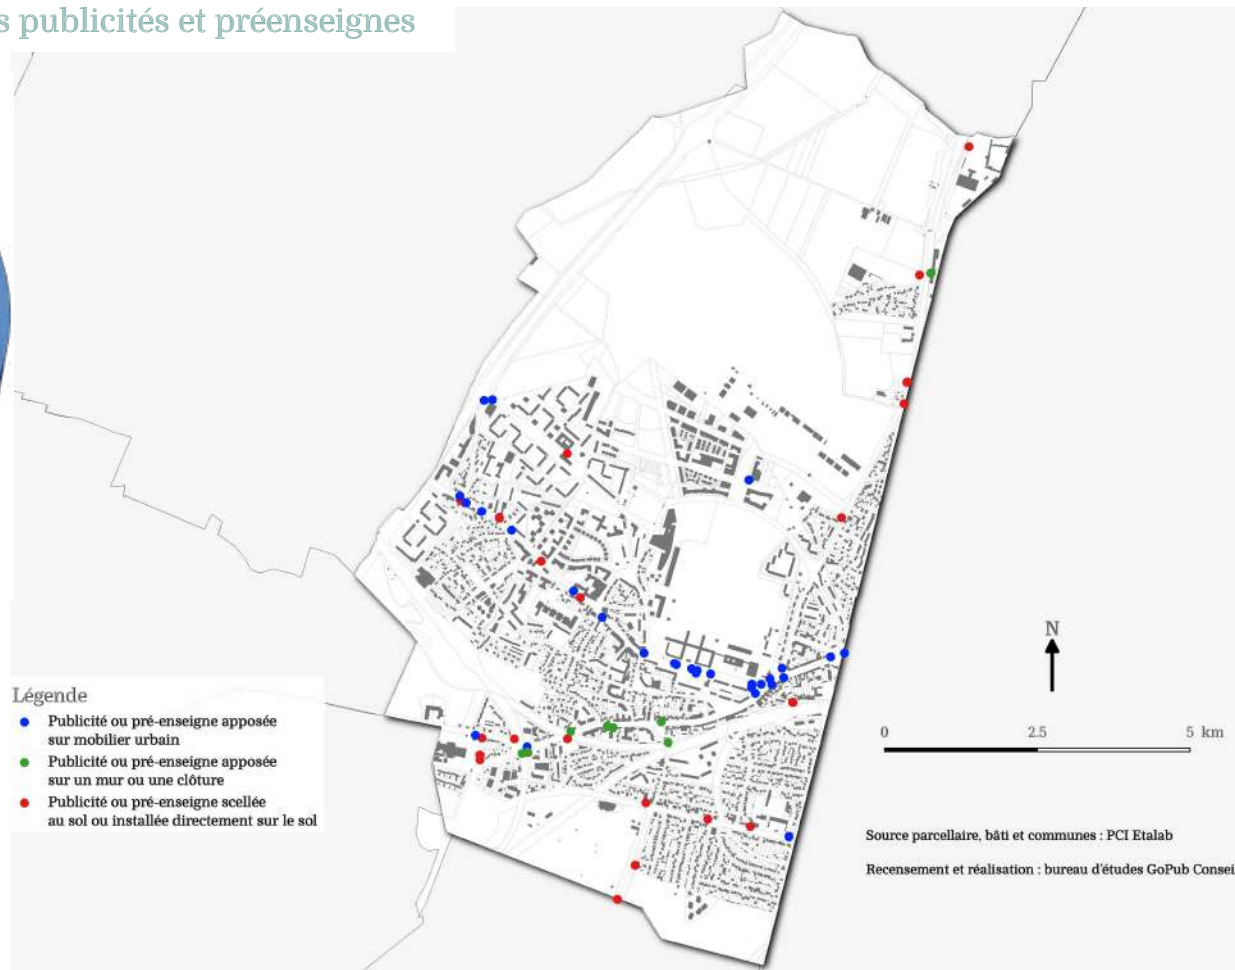 s publicités et préenseignes
Légende
Publicité ou pré-enseigne apposée
sur mobilier urbain
Publicité ou pré-enseigne apposée
sur un mur ou une clôture
Publicité ou pré-enseigne scellée
au sol ou installée directement sur le sol
N
0 2.5 5 km
Source parcellaire, bâti et communes : PCI Etalab
Recensement et réalisation : bureau d'études GoPub Consei